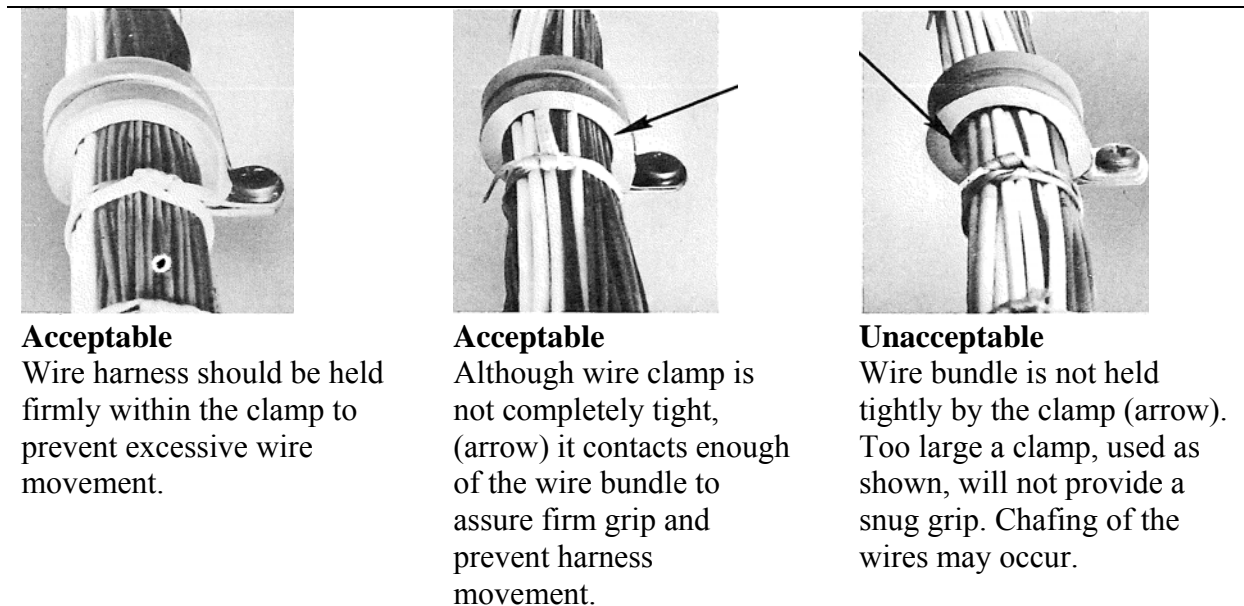 Acceptable
Wire harness should be held
firmly within the clamp to
prevent excessive wire
movement.
Acceptable
Although wire clamp is
not completely tight,
(arrow) it contacts enough
of the wire bundle to
assure firm grip and
prevent harness
movement.
Unacceptable
Wire bundle is not held
tightly by the clamp (arrow).
Too large a clamp, used as
shown, will not provide a
snug grip. Chafing of the
wires may occur.